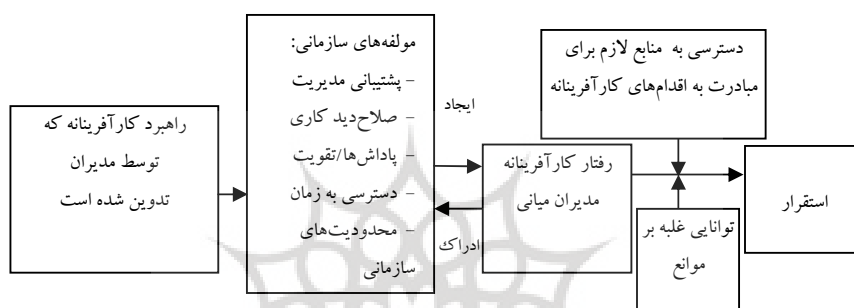 راهبرد کارآفرینانه که
توسط مدیران
تدوین شده است
مولفه‌های سازمانی:
– پشتیبانی مدیریت
– صلاح‌دید کاری
– پاداش‌ها/تقویت
– دسترسی به زمان
– محدودیت‌های
سازمانی
ایجاد
ادراک
رفتار کارآفرینانه
مدیران میانی
دسترسی به منابع لازم برای
مبادرت به اقدام‌های کارآفرینانه
توانایی غلبه بر
موانع
استقرار